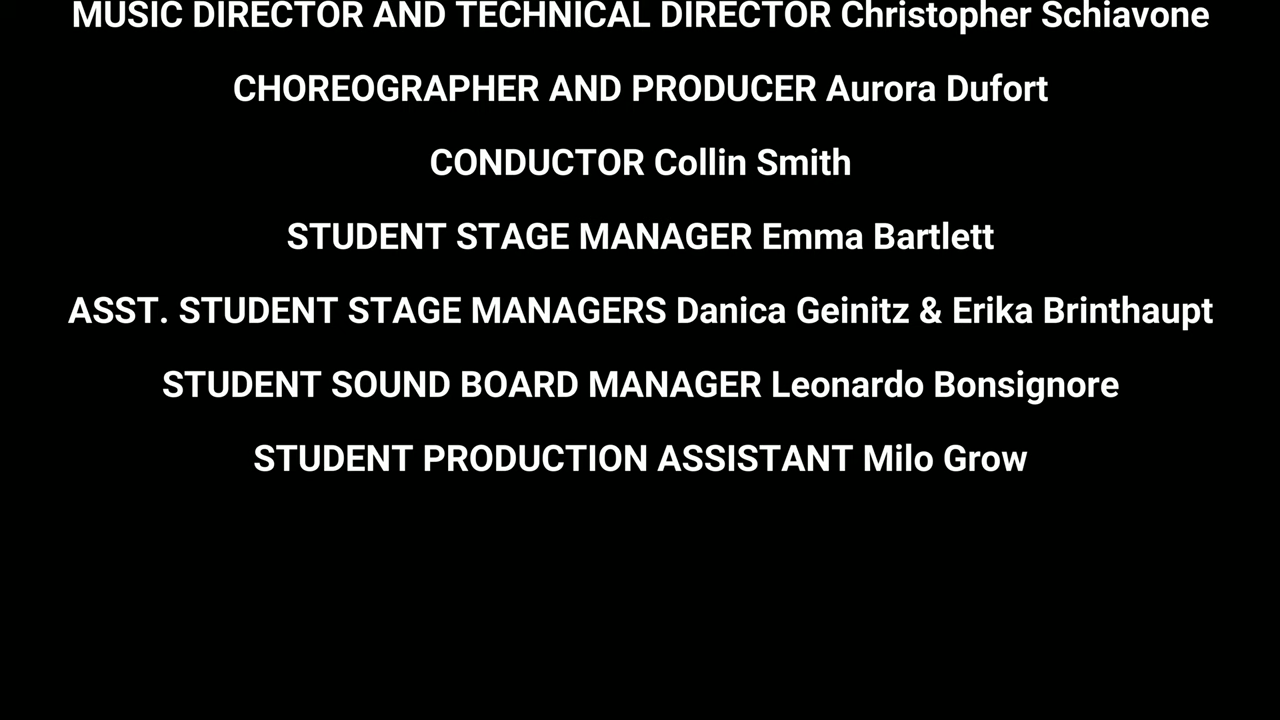 MUSIC DIRECTOR AND TECHNICAL DIRECTOR Christopher Schiavone
CHOREOGRAPHER AND PRODUCER Aurora Dufort
CONDUCTOR Collin Smith
STUDENT STAGE MANAGER Emma Bartlett
ASST. STUDENT STAGE MANAGERS Danica Geinitz & Erika Brinthaupt
STUDENT SOUND BOARD MANAGER Leonardo Bonsignore
STUDENT PRODUCTION ASSISTANT Milo Grow